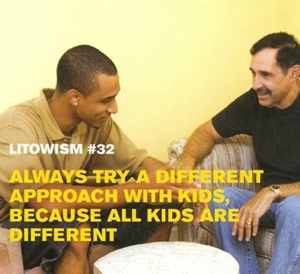 LITOWISM #32
ALWAYS TRY A DIFFERENT
APPROACH WITH KIDS,
BECAUSE ALL KIDS ARE
DIFFERENT